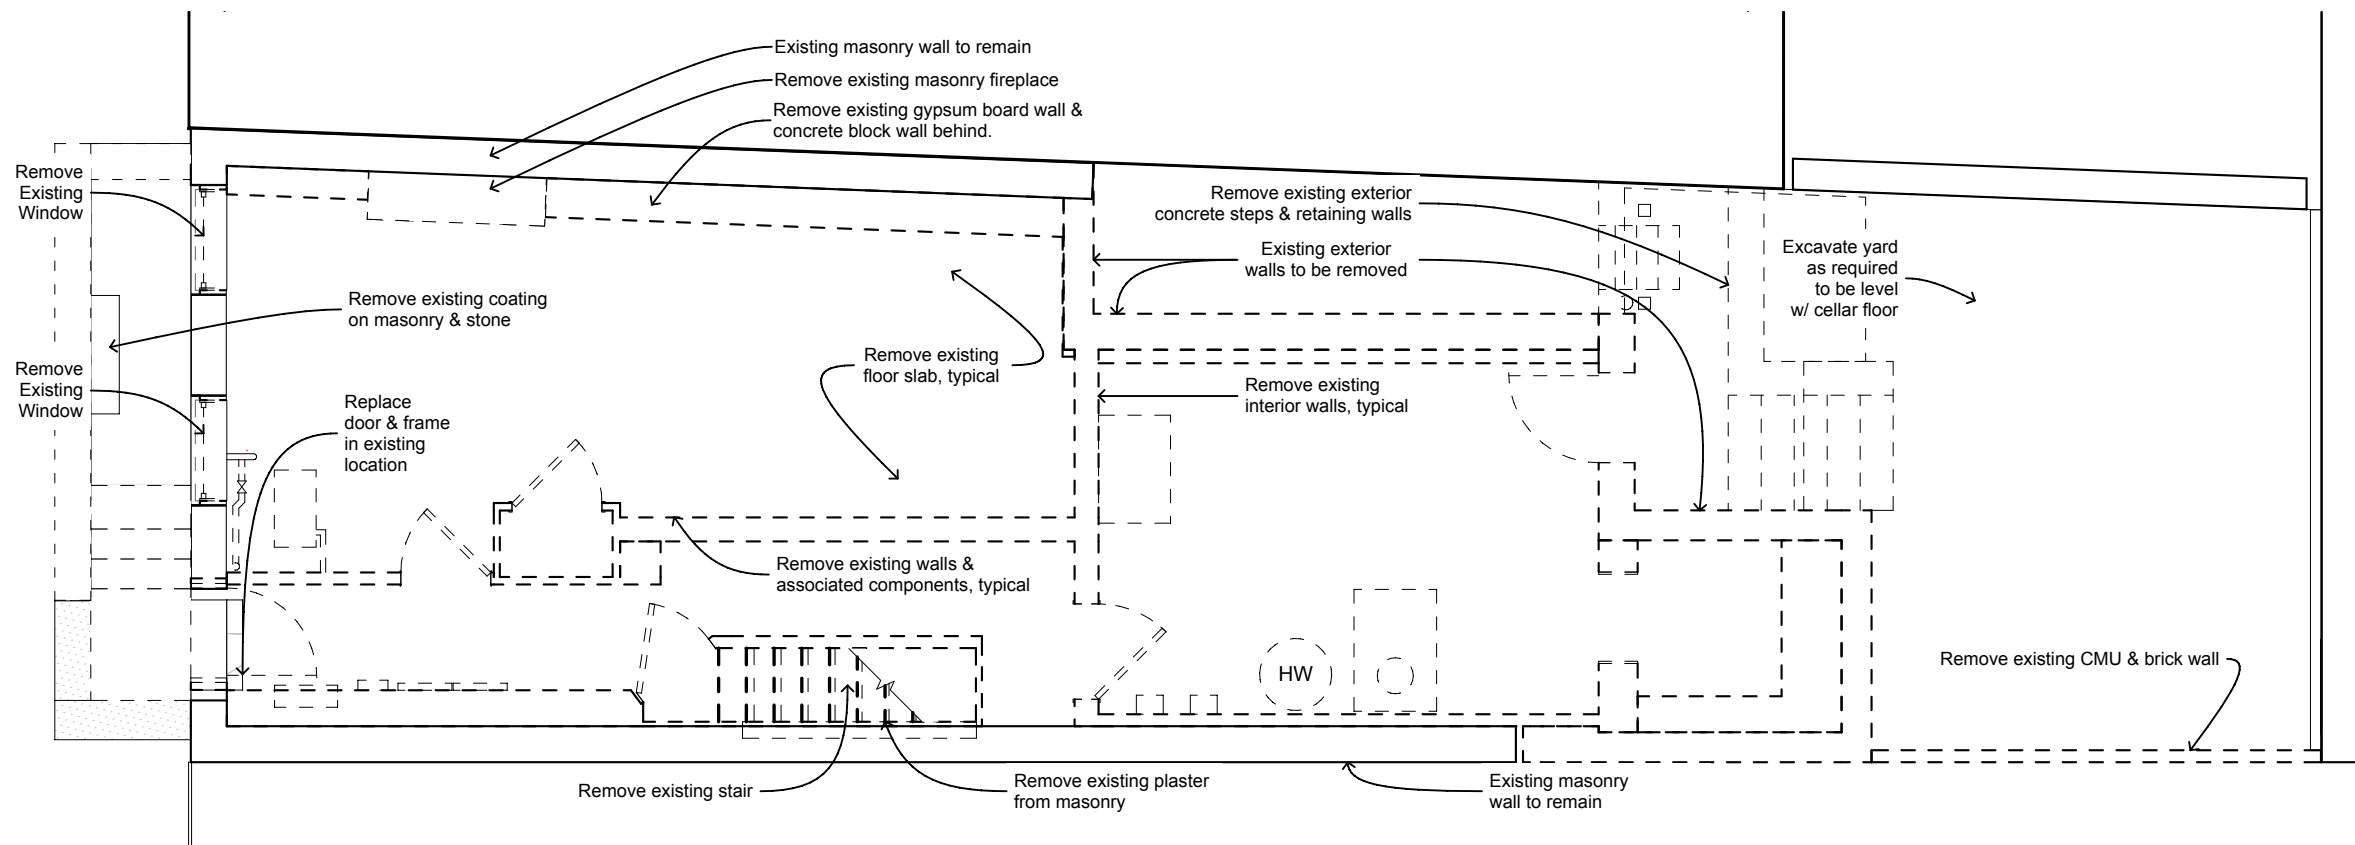 Existing masonry wall to remain
Remove existing masonry fireplace
Remove existing gypsum board wall &
concrete block wall behind.
Remove
Existing
Window
Remove existing exterior
concrete steps & retaining walls
Existing exterior
walls to be removed
Excavate yard
as required
to be level
w/ cellar floor
Remove existing coating
on masonry & stone
Remove existing
floor slab, typical
Remove
Existing
Window
Replace
door & frame
in existing
location
Remove existing
interior walls, typical
Remove existing walls &
associated components, typical
HW
Remove existing CMU & brick wall
Remove existing stair
Remove existing plaster
from masonry
Existing masonry
wall to remain